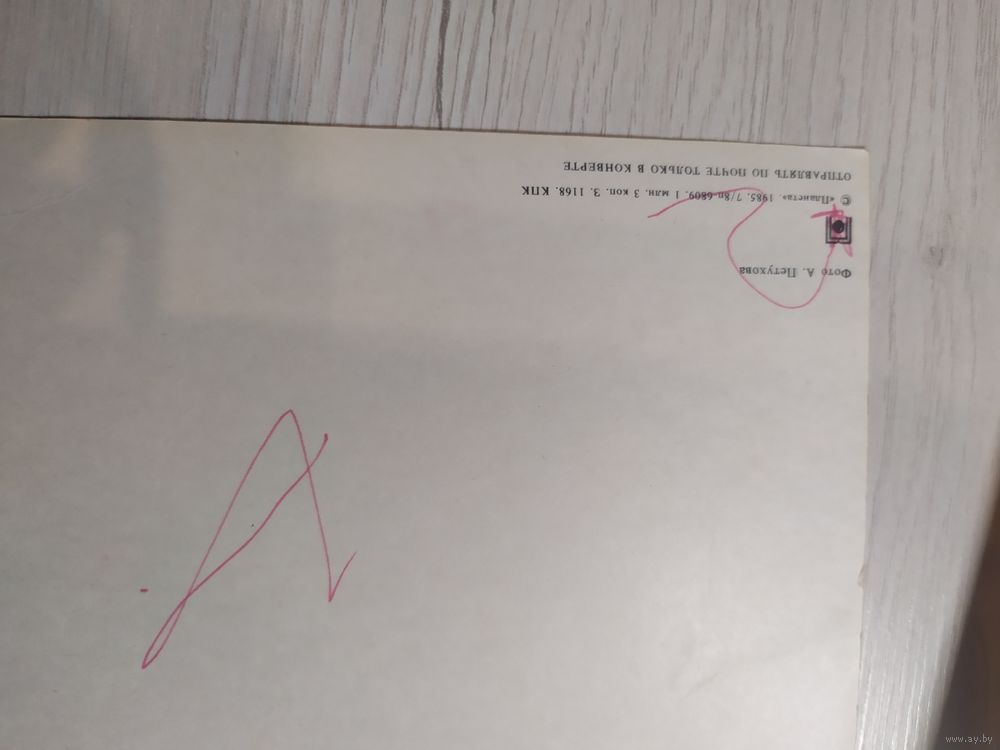 Фото А. Петухова
© «Планета». 1985. 7/8п-6809. 1 млн. 3 коп. З. 1168. КПК
ОТПРАВЛЯТЬ ПО ПОЧТЕ ТОЛЬКО В КОНВЕРТЕ
А
www.ay.by